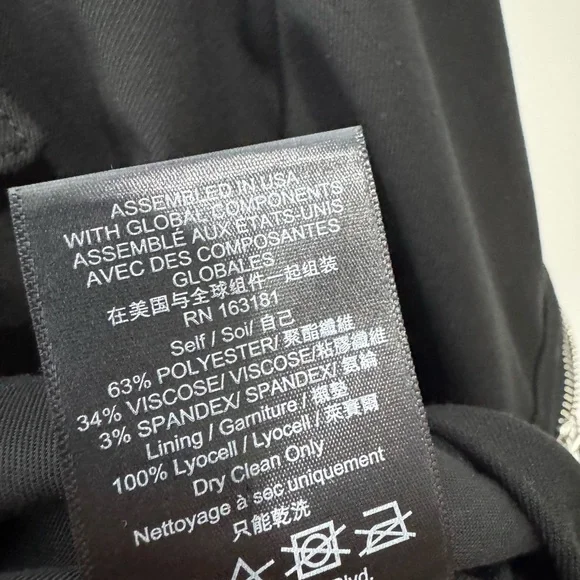 ASSEMBLED IN USA
WITH GLOBAL COMPONENTS
ASSEMBLÉ AUX ÉTATS-UNIS
AVEC DES COMPOSANTES
GLOBALES
在美国与全球组件一起组装
RN 163181
Self / Soi/ 自己
63% POLYESTER/ 聚酯纖維
34% VISCOSE/ VISCOSE/粘膠纖維
3% SPANDEX/ SPANDEX/ 氨綸
Lining / Garniture / 襯墊
100% Lyocell / Lyocell / 萊賽爾
Dry Clean Only
Nettoyage à sec uniquement
只能乾洗
Blvd